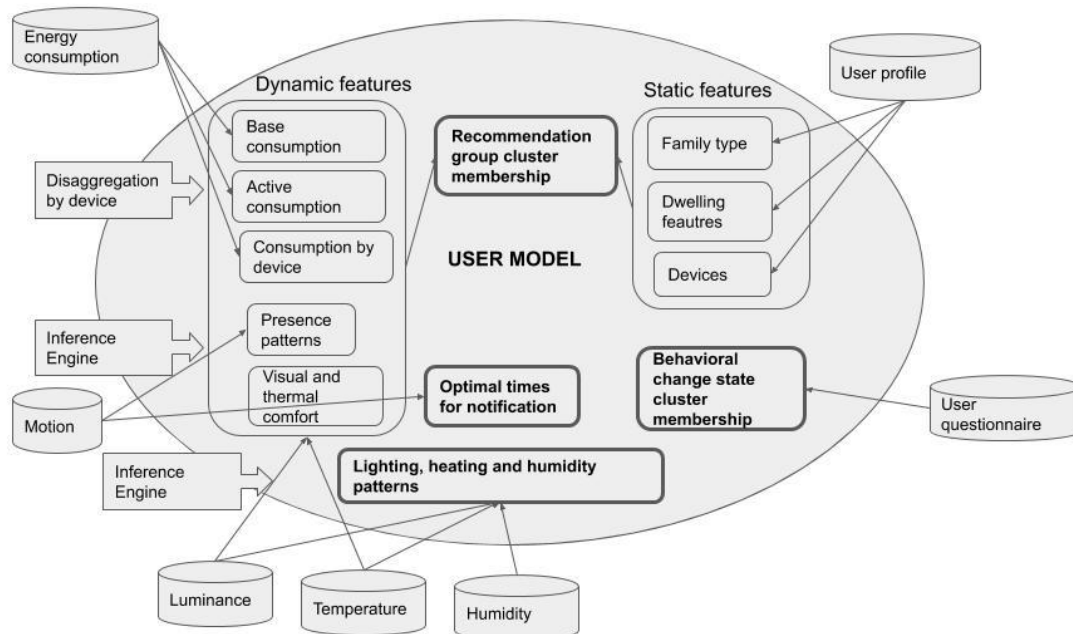 Energy
consumption
Dynamic features
Static features
User profile
Base
consumption
Recommendation
group cluster
membership
Family type
Disaggregation
by device
Active
consumption
Dwelling
feautres
Consumption by
device
USER MODEL
Devices
Inference
Engine
Presence
patterns
Visual and
thermal
comfort
Optimal times
for notification
Behavioral
change state
cluster
membership
Motion
User
questionnaire
Inference
Engine
Lighting, heating and humidity
patterns
Luminance
Temperature
Humidity